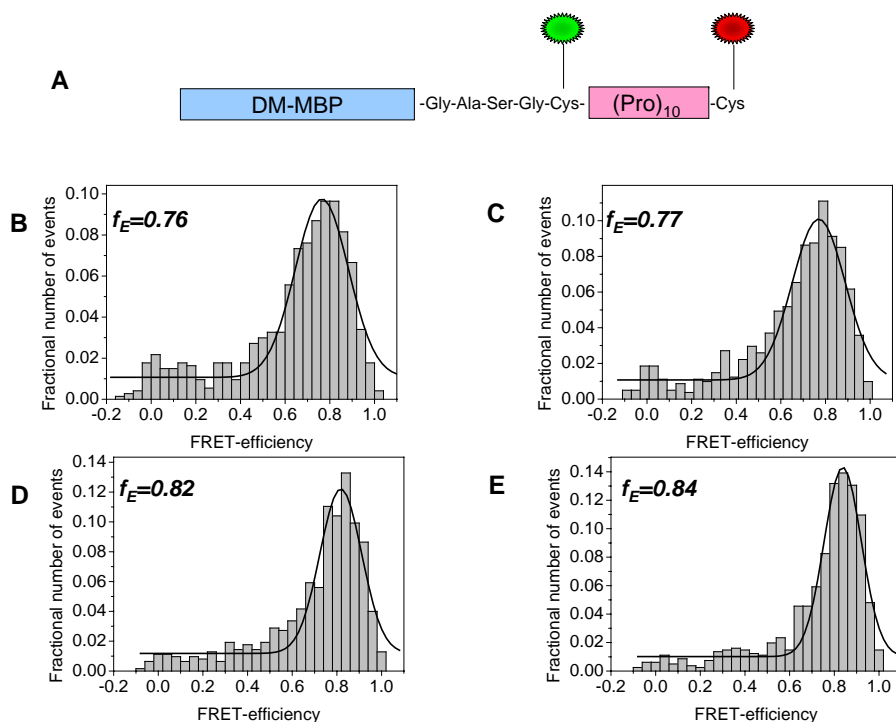 A
DM-MBP -Gly-Ala-Ser-Gly-Cys- (Pro)10 -Cys
B
fE=0.76
Fractional number of events
0.10
0.08
0.06
0.04
0.02
0.00
-0.2 0.0 0.2 0.4 0.6 0.8 1.0
FRET-efficiency
C
fE=0.77
Fractional number of events
0.10
0.08
0.06
0.04
0.02
0.00
-0.2 0.0 0.2 0.4 0.6 0.8 1.0
FRET-efficiency
D
fE=0.82
Fractional number of events
0.14
0.12
0.10
0.08
0.06
0.04
0.02
0.00
-0.2 0.0 0.2 0.4 0.6 0.8 1.0
FRET-efficiency
E
fE=0.84
Fractional number of events
0.14
0.12
0.10
0.08
0.06
0.04
0.02
0.00
-0.2 0.0 0.2 0.4 0.6 0.8 1.0
FRET-efficiency